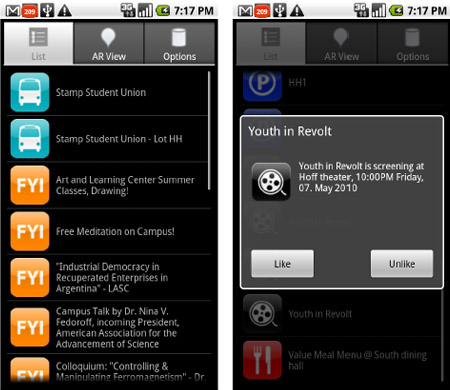 209
3G
7:17 PM
List
AR View
Options
Stamp Student Union
Stamp Student Union - Lot HH
FYI
Art and Learning Center Summer
Classes, Drawing!
FYI
Free Meditation on Campus!
FYI
"Industrial Democracy in
Recuperated Enterprises in
Argentina" - LASC
FYI
Campus Talk by Dr. Nina V.
Fedoroff, incoming President,
American Association for the
Advancement of Science
FYI
Colloquium: "Controlling &
Manipulating Ferromagnetism" - Dr.
209
3G
7:17 PM
List
AR View
Options
P
HH1
Youth in Revolt
Youth in Revolt is screening at
Hoff theater, 10:00PM Friday,
07. May 2010
Youth in Revolt
Like
Unlike
Youth in Revolt
Value Meal Menu @ South dining
hall